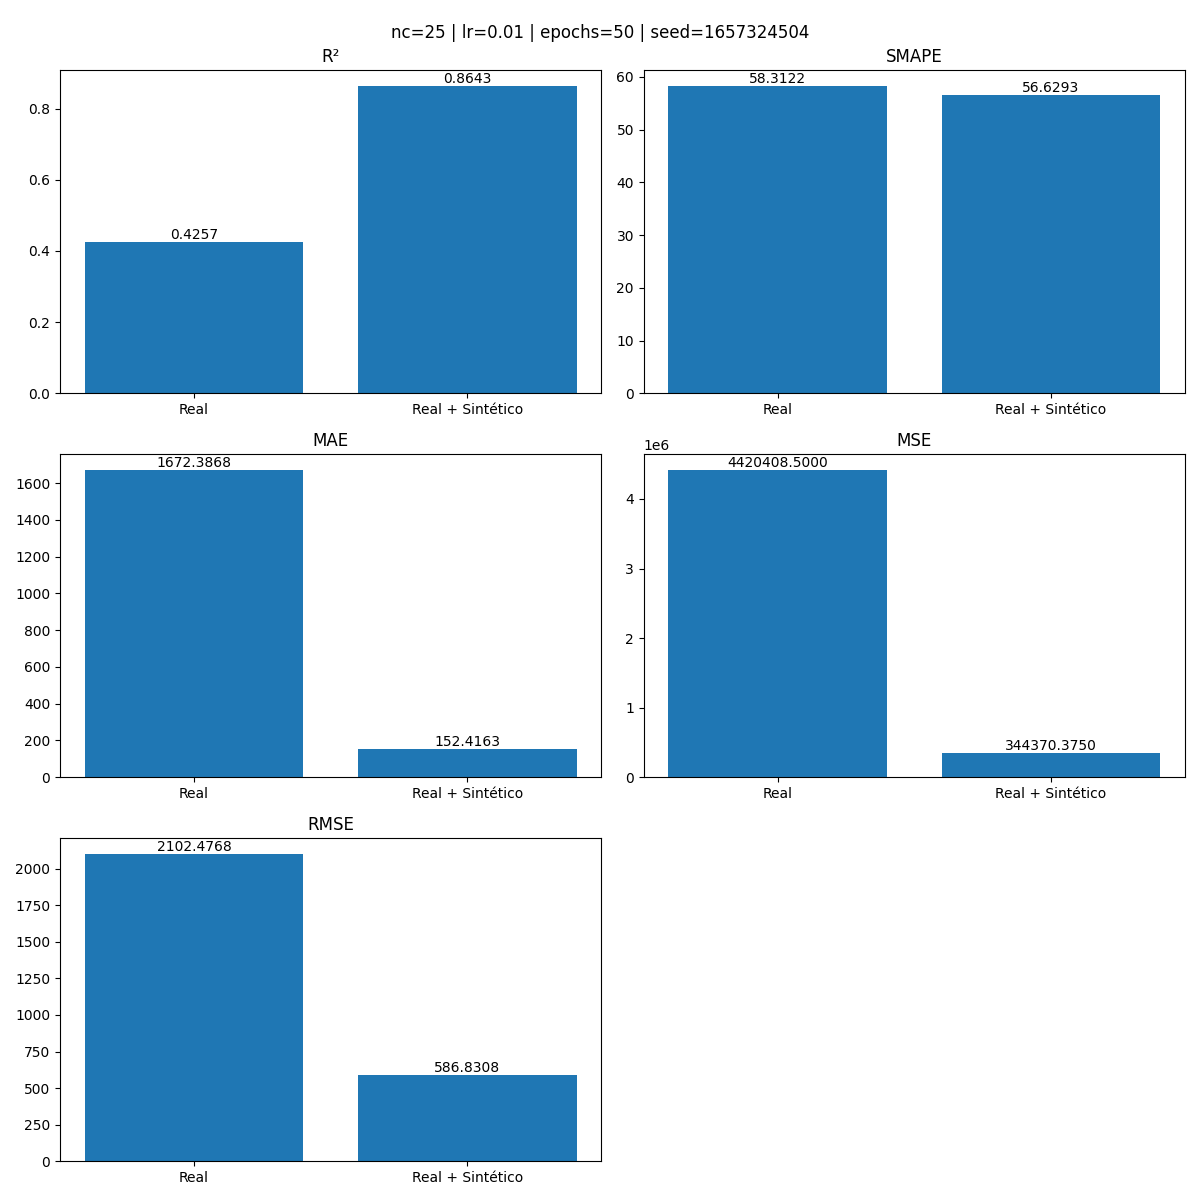 nc=25 | lr=0.01 | epochs=50 | seed=1657324504
R²
0.8
0.6
0.4
0.2
0.0
0.4257
0.8643
Real
Real + Sintético
SMAPE
60
50
40
30
20
10
0
58.3122
56.6293
Real
Real + Sintético
MAE
1600
1400
1200
1000
800
600
400
200
0
1672.3868
152.4163
Real
Real + Sintético
MSE
1e6
4
3
2
1
0
4420408.5000
344370.3750
Real
Real + Sintético
RMSE
2000
1750
1500
1250
1000
750
500
250
0
2102.4768
586.8308
Real
Real + Sintético